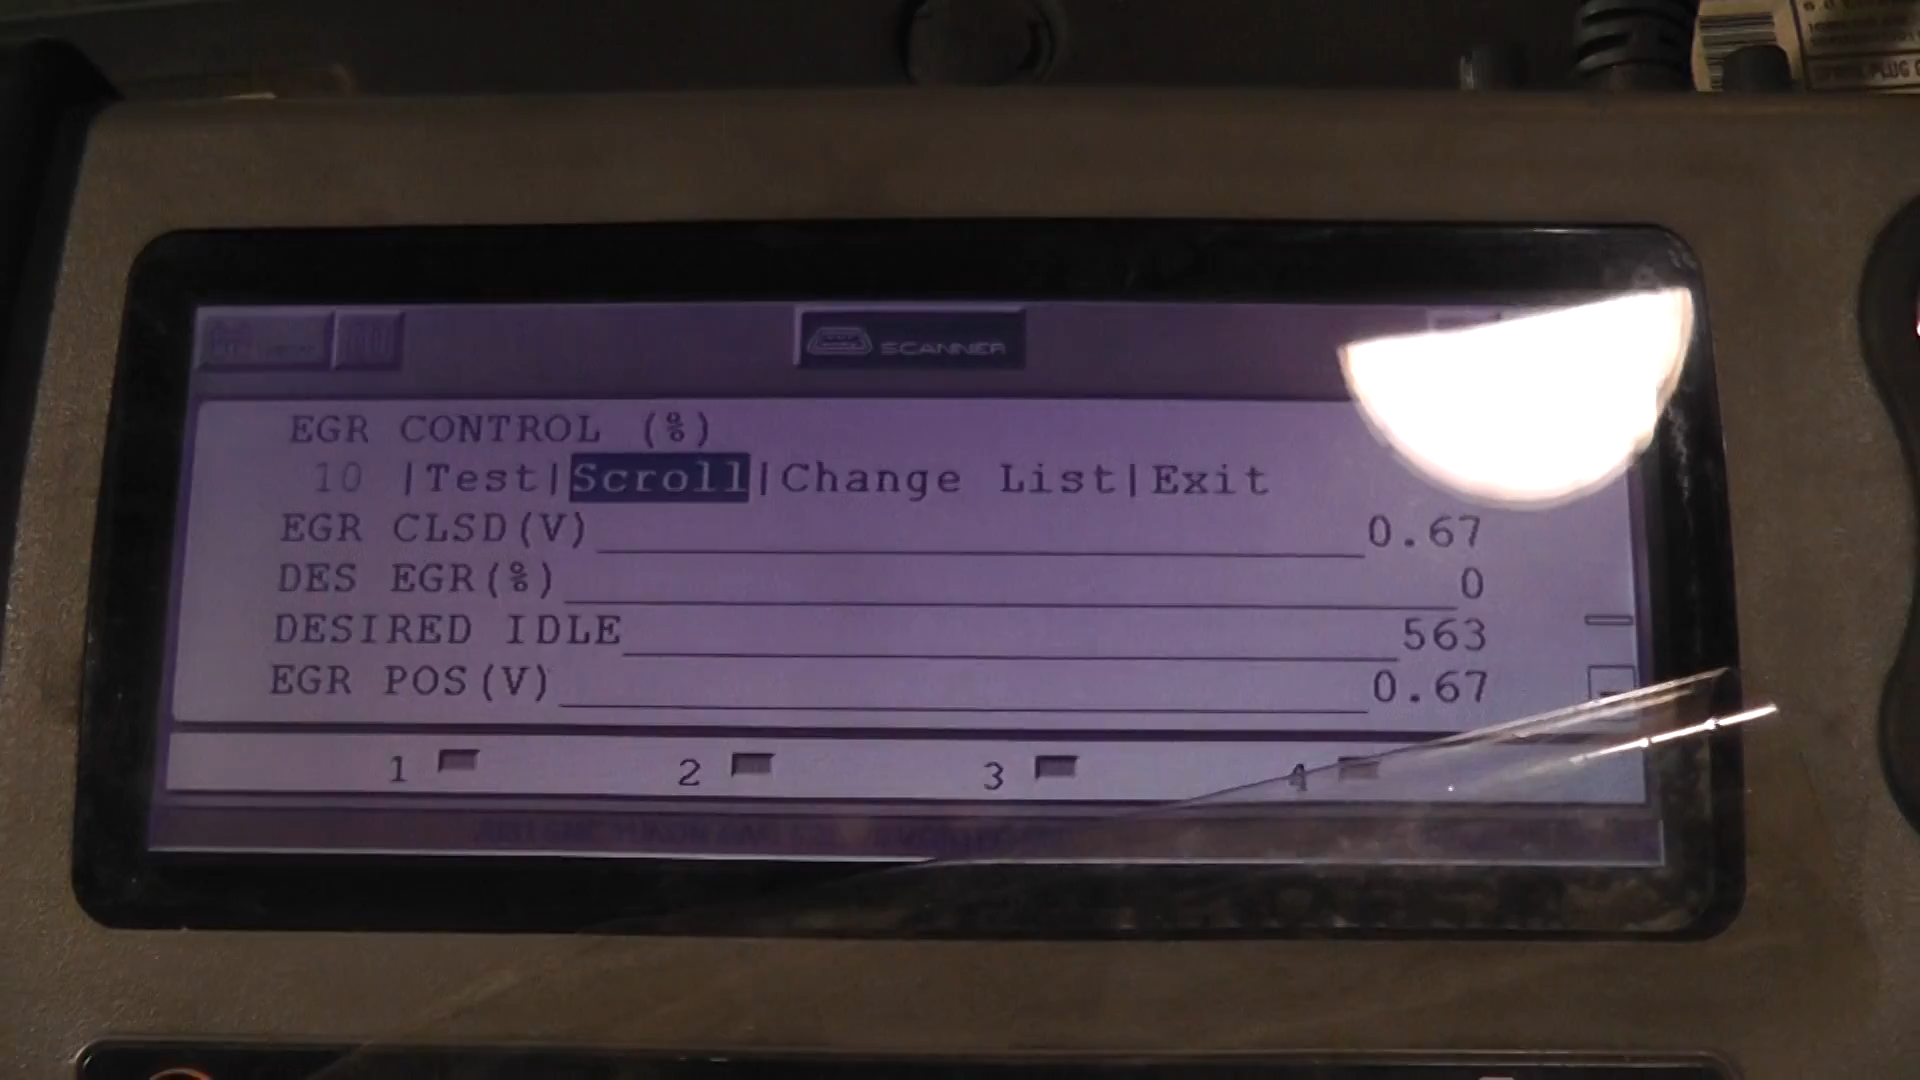 SCANNER
EGR CONTROL (%)
10 |Test|Scroll|Change List|Exit
EGR CLSD(V) 0.67
DES EGR(%) 0
DESIRED IDLE 563
EGR POS(V) 0.67
1 2 3 4